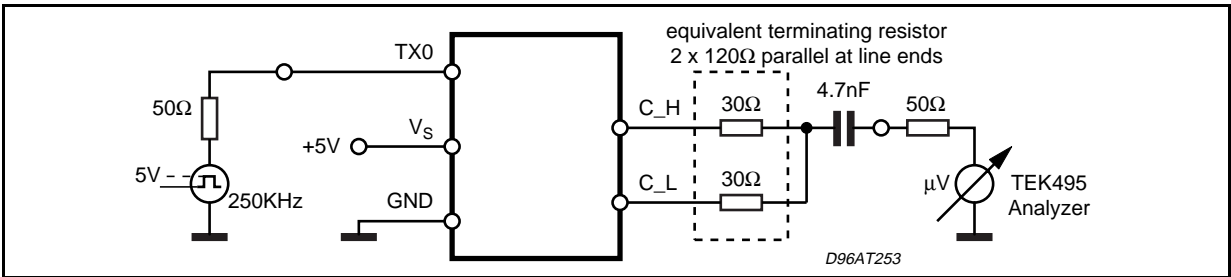 equivalent terminating resistor
2 x 120Ω parallel at line ends
TX0
50Ω
4.7nF
C_H
30Ω
50Ω
VS
+5V
5V
250KHz
GND
C_L
30Ω
µV
TEK495
Analyzer
D96AT253